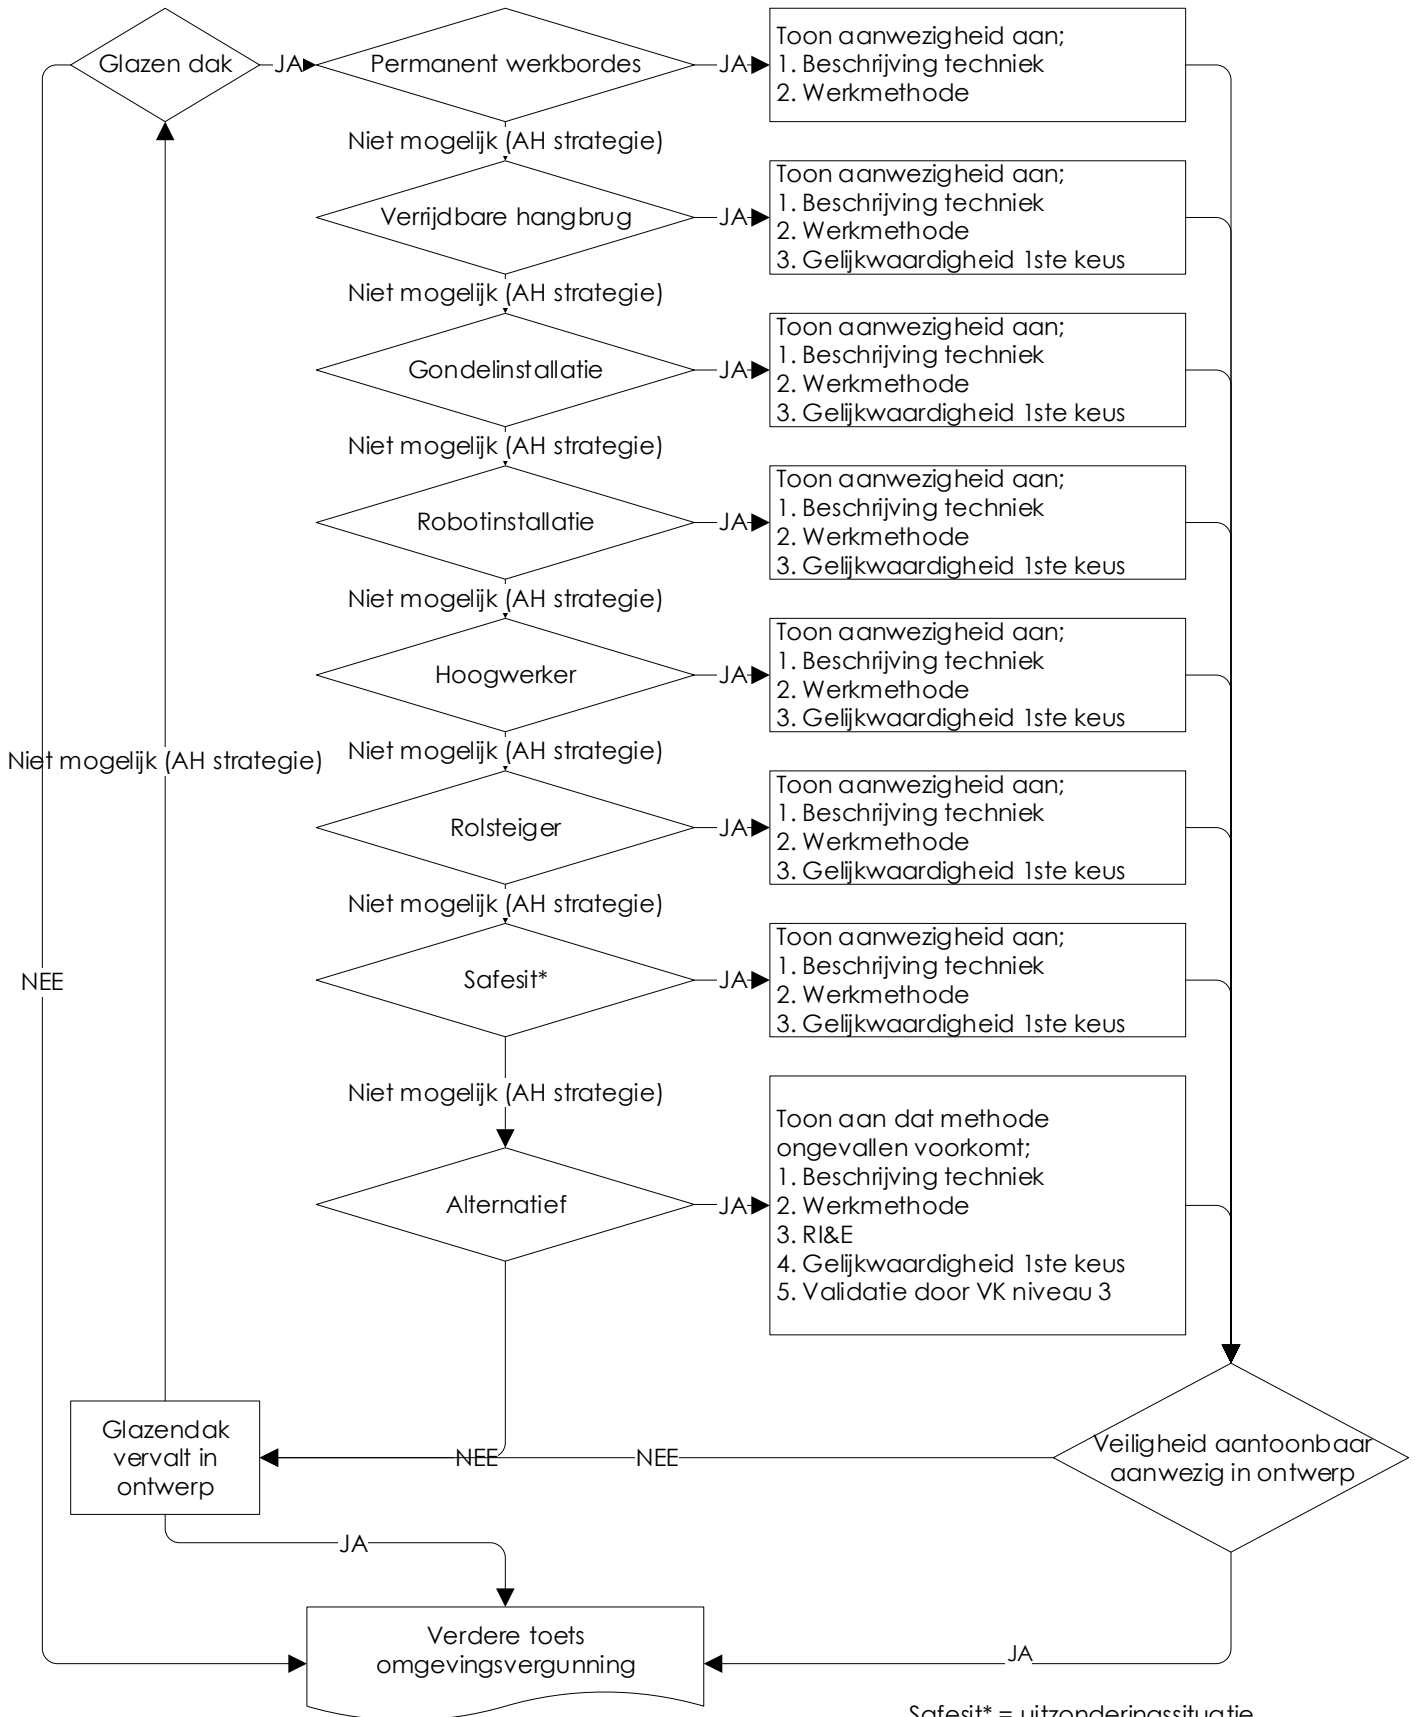 Glazen dak
JA
Permanent werkbordes
JA
Toon aanwezigheid aan;
1. Beschrijving techniek
2. Werkmethode
Niet mogelijk (AH strategie)
Verrijdbare hangbrug
JA
Toon aanwezigheid aan;
1. Beschrijving techniek
2. Werkmethode
3. Gelijkwaardigheid 1ste keus
Niet mogelijk (AH strategie)
Gondelinstallatie
JA
Toon aanwezigheid aan;
1. Beschrijving techniek
2. Werkmethode
3. Gelijkwaardigheid 1ste keus
Niet mogelijk (AH strategie)
Robotinstallatie
JA
Toon aanwezigheid aan;
1. Beschrijving techniek
2. Werkmethode
3. Gelijkwaardigheid 1ste keus
Niet mogelijk (AH strategie)
Hoogwerker
JA
Toon aanwezigheid aan;
1. Beschrijving techniek
2. Werkmethode
3. Gelijkwaardigheid 1ste keus
Niet mogelijk (AH strategie)
Niet mogelijk (AH strategie)
Rolsteiger
JA
Toon aanwezigheid aan;
1. Beschrijving techniek
2. Werkmethode
3. Gelijkwaardigheid 1ste keus
Niet mogelijk (AH strategie)
NEE
Safesit*
JA
Toon aanwezigheid aan;
1. Beschrijving techniek
2. Werkmethode
3. Gelijkwaardigheid 1ste keus
Niet mogelijk (AH strategie)
Alternatief
JA
Toon aan dat methode
ongevallen voorkomt;
1. Beschrijving techniek
2. Werkmethode
3. RI&E
4. Gelijkwaardigheid 1ste keus
5. Validatie door VK niveau 3
Glazendak
vervalt in
ontwerp
NEE
NEE
Veiligheid aantoonbaar
aanwezig in ontwerp
JA
Verdere toets
omgevingsvergunning
JA
Safesit* = uitzonderingssituatie